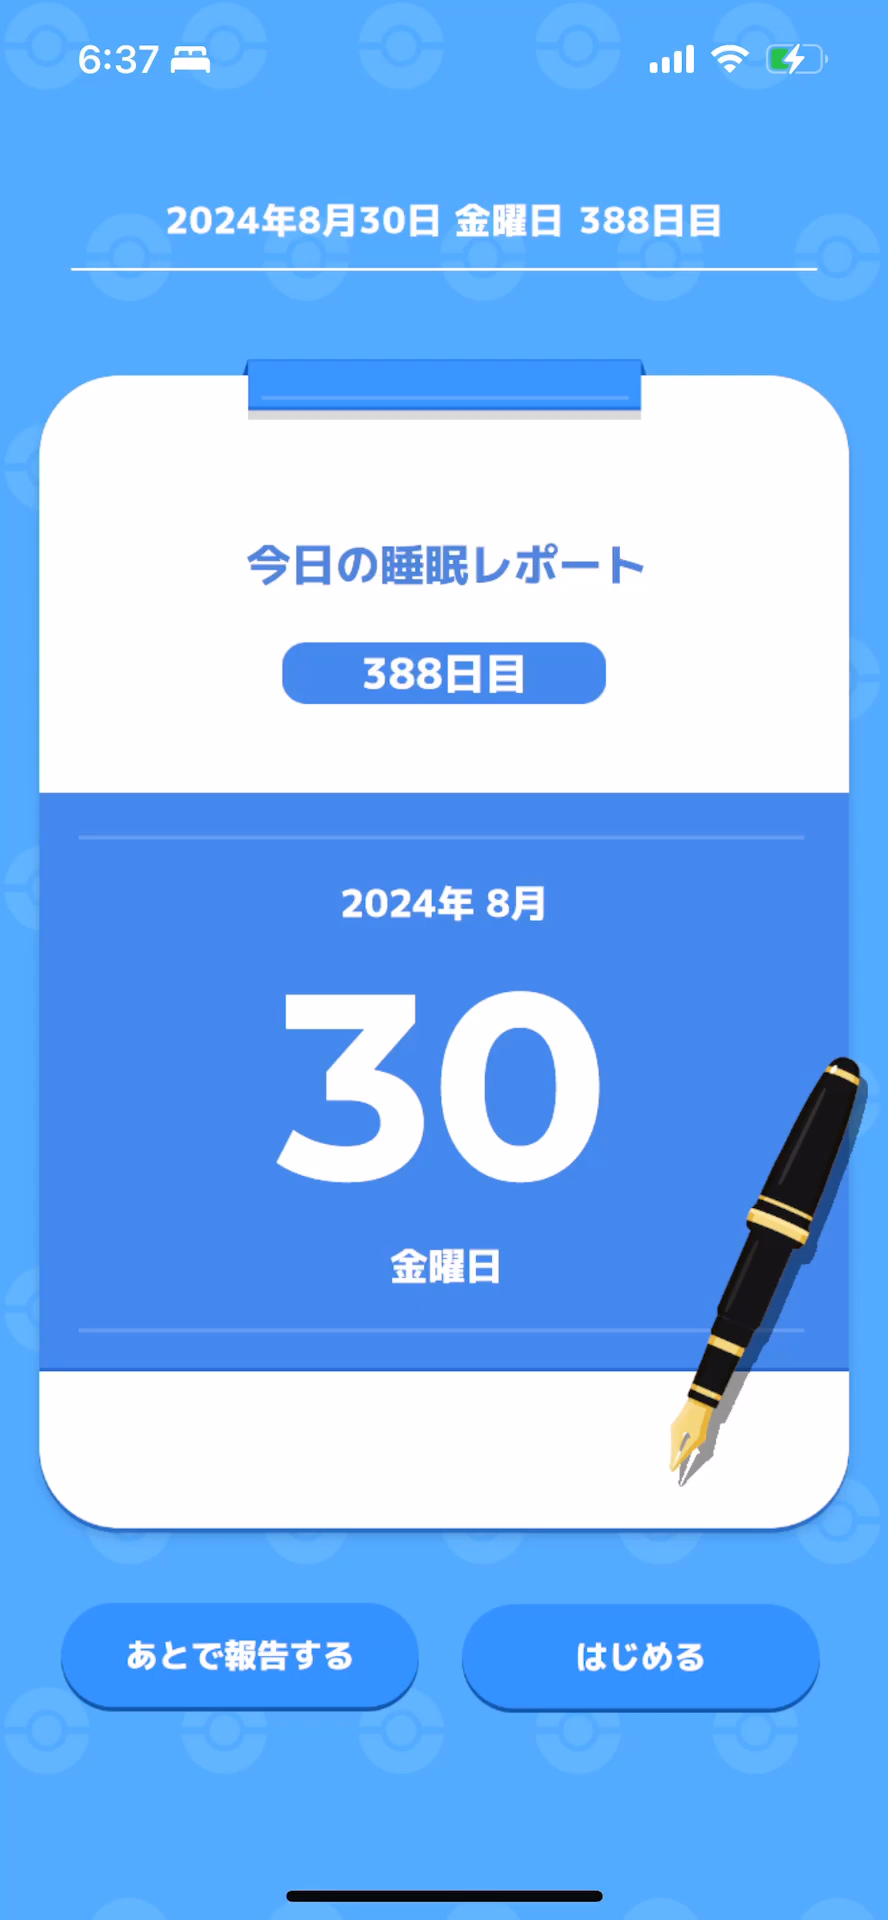 6:37
2024年8月30日 金曜日 388日目
今日の睡眠レポート
388日目
2024年 8月
30
金曜日
あとで報告する
はじめる